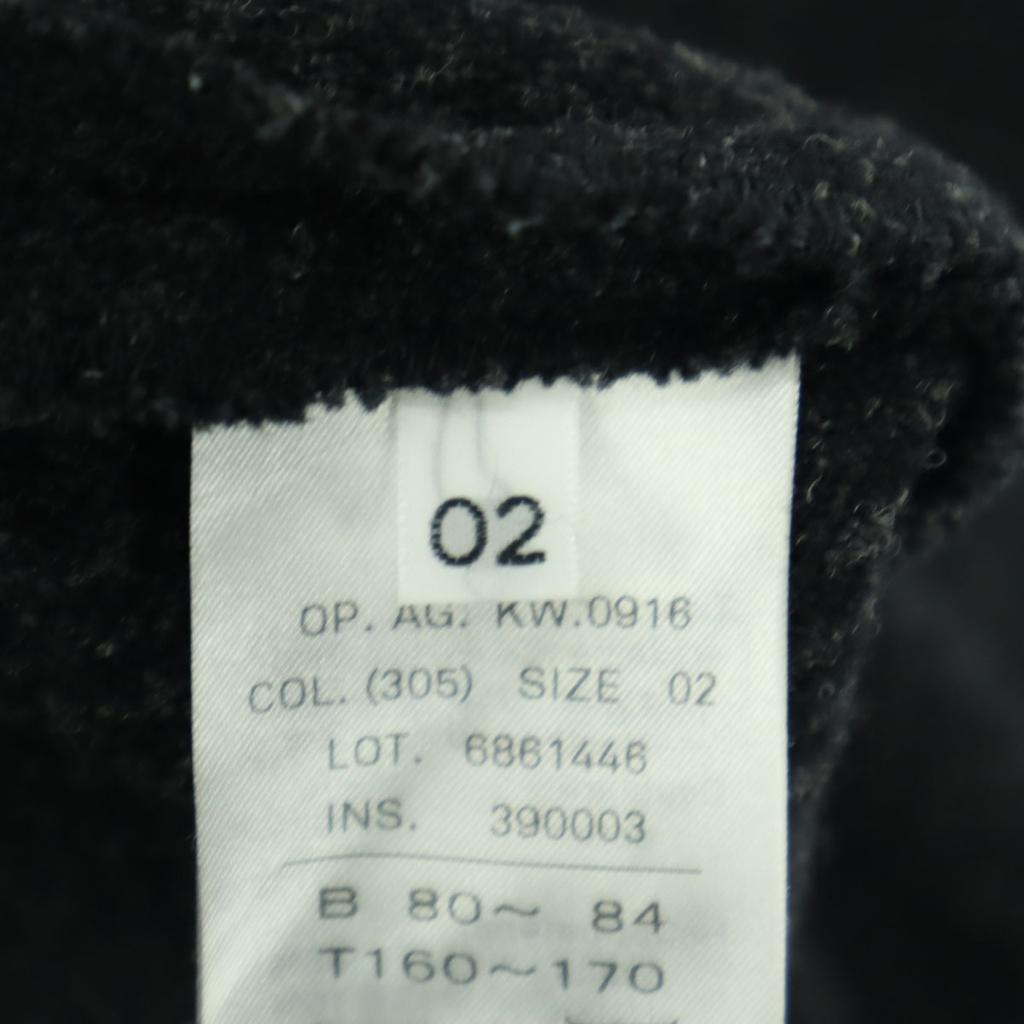 02
OP. AG. KW.0916
COL. (305) SIZE 02
LOT. 6861446
INS. 390003
B 80~ 84
T160~170